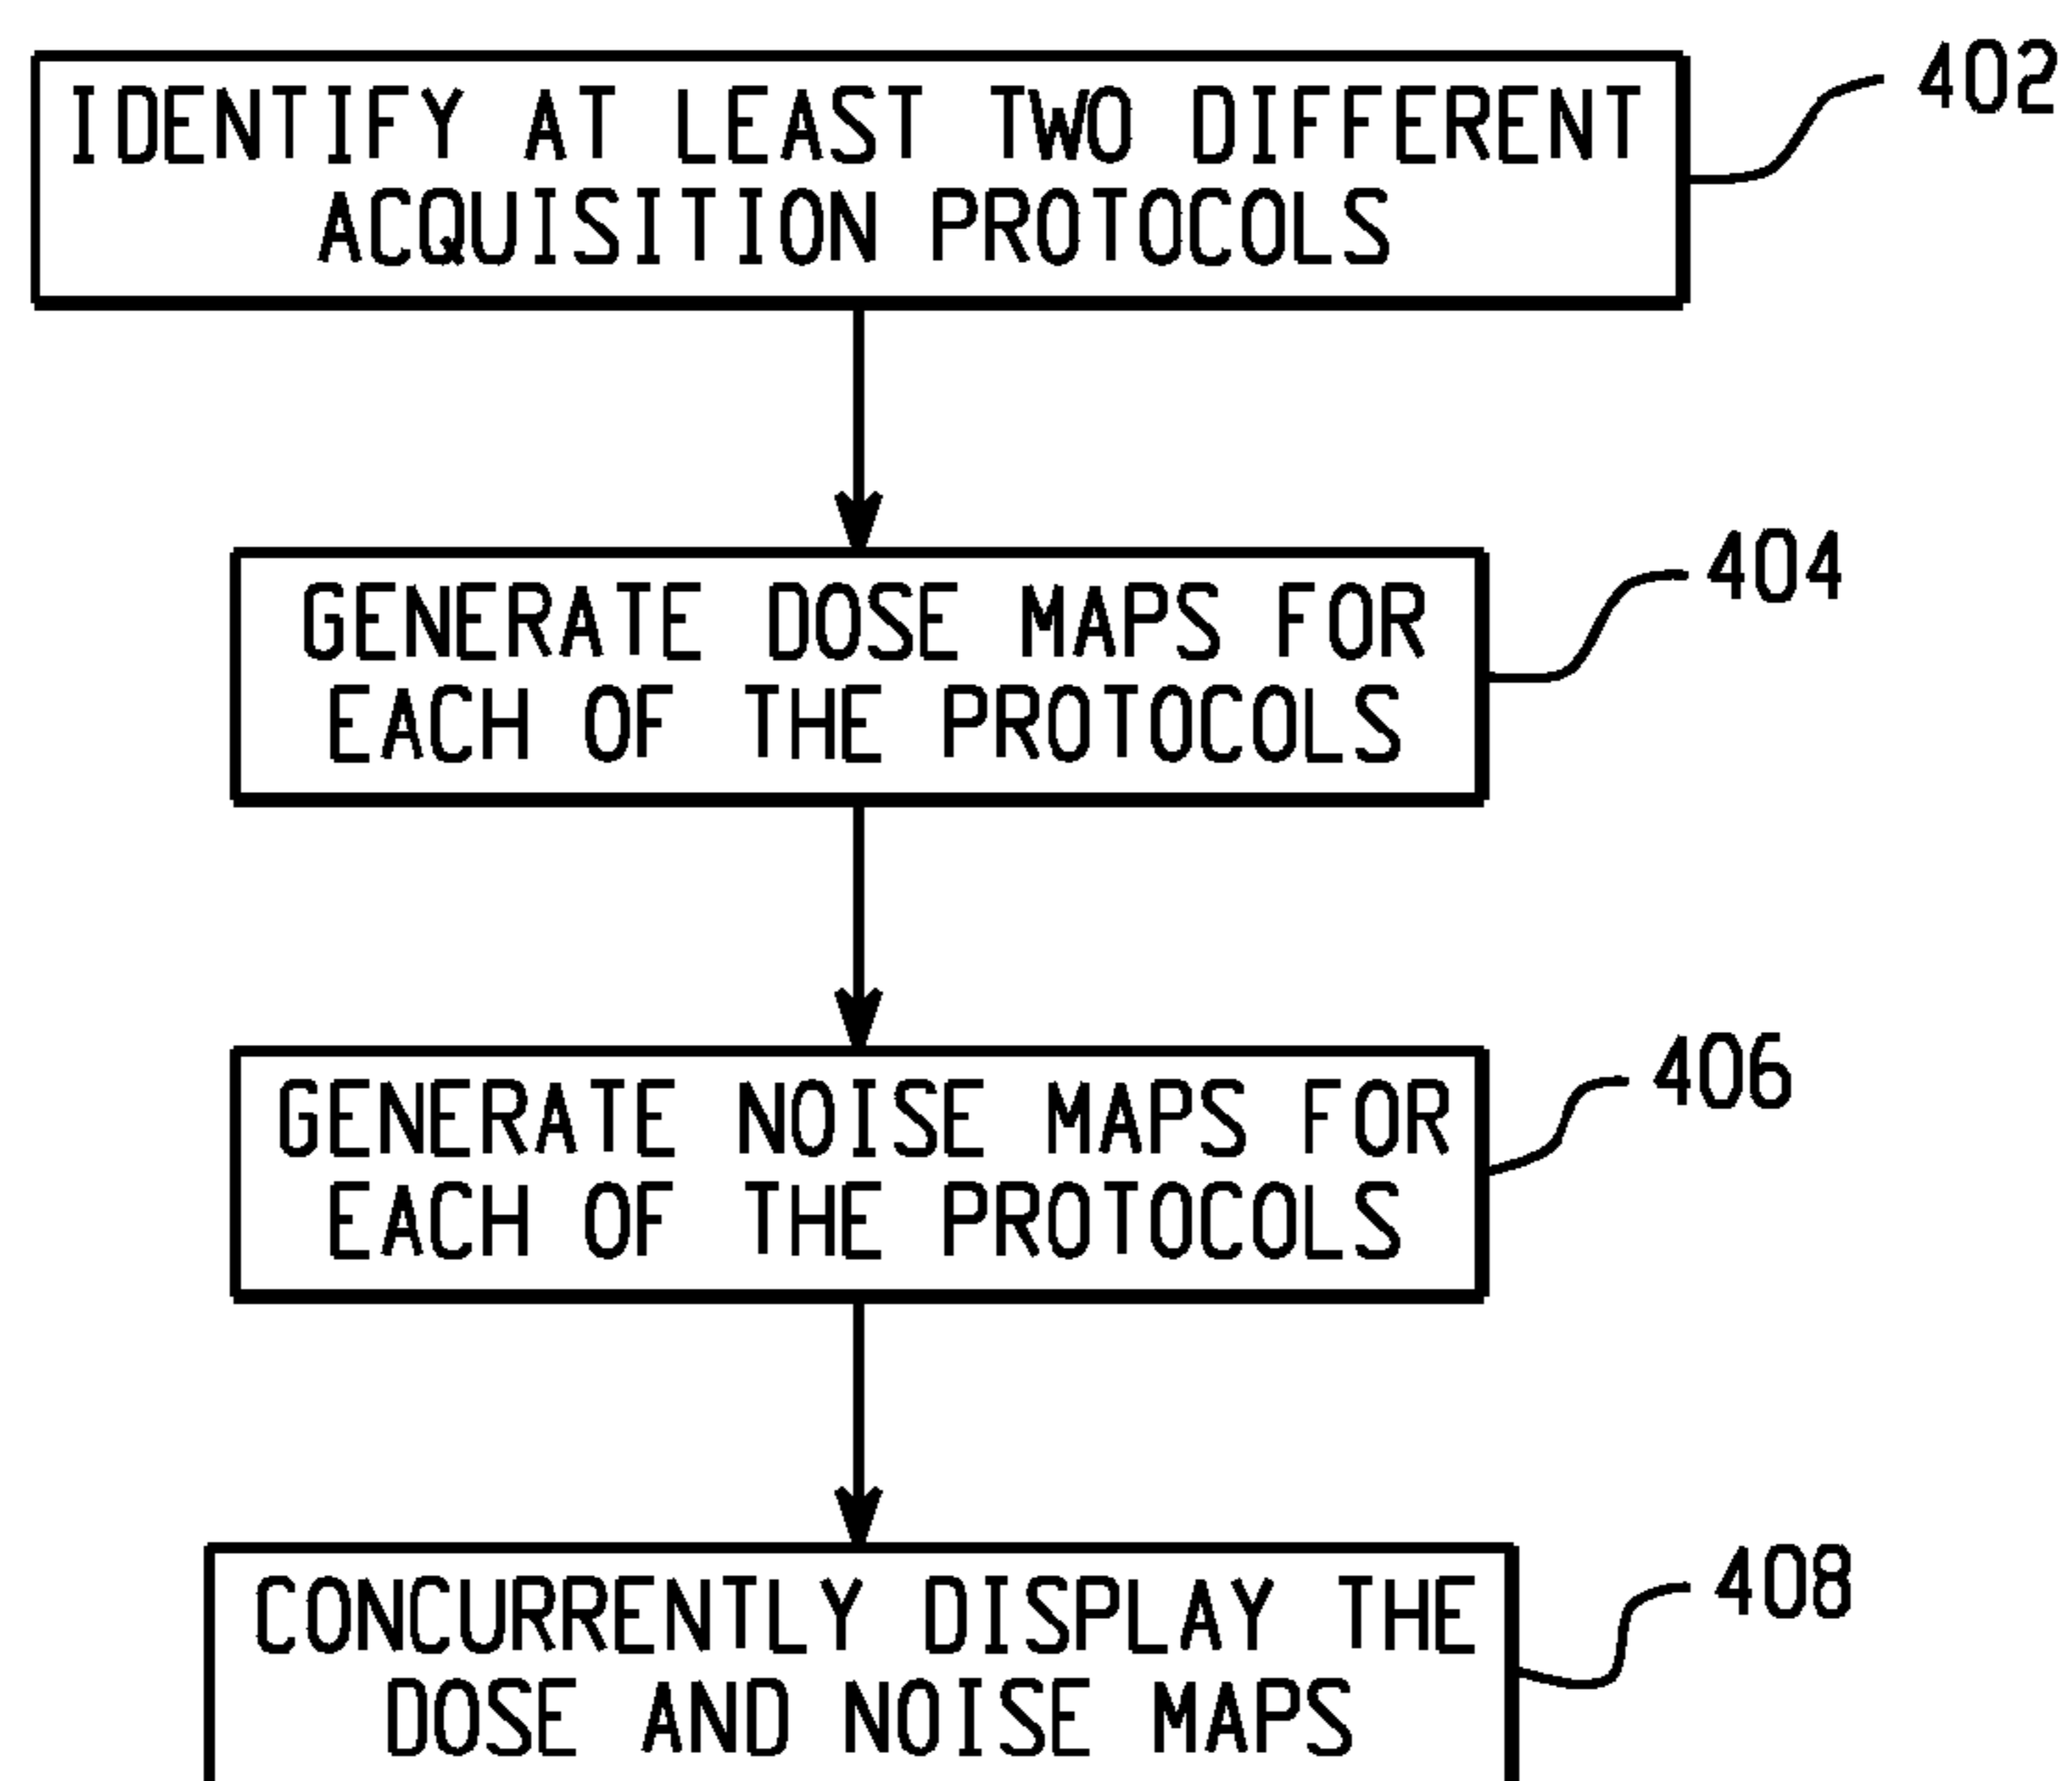 IDENTIFY AT LEAST TWO DIFFERENT
ACQUISITION PROTOCOLS
402
GENERATE DOSE MAPS FOR
EACH OF THE PROTOCOLS
404
GENERATE NOISE MAPS FOR
EACH OF THE PROTOCOLS
406
CONCURRENTLY DISPLAY THE
DOSE AND NOISE MAPS
408